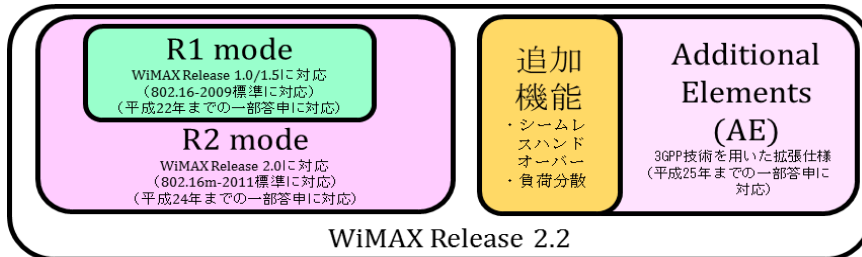 R1 mode
WiMAX Release 1.0/1.5に対応
(802.16-2009標準に対応)
(平成22年までの一部答申に対応)
R2 mode
WiMAX Release 2.0に対応
(802.16m-2011標準に対応)
(平成24年までの一部答申に対応)
追加
機能
・シームレ
スハンド
オーバー
・負荷分散
Additional
Elements
(AE)
3GPP技術を用いた拡張仕様
(平成25年までの一部答申に
対応)
WiMAX Release 2.2